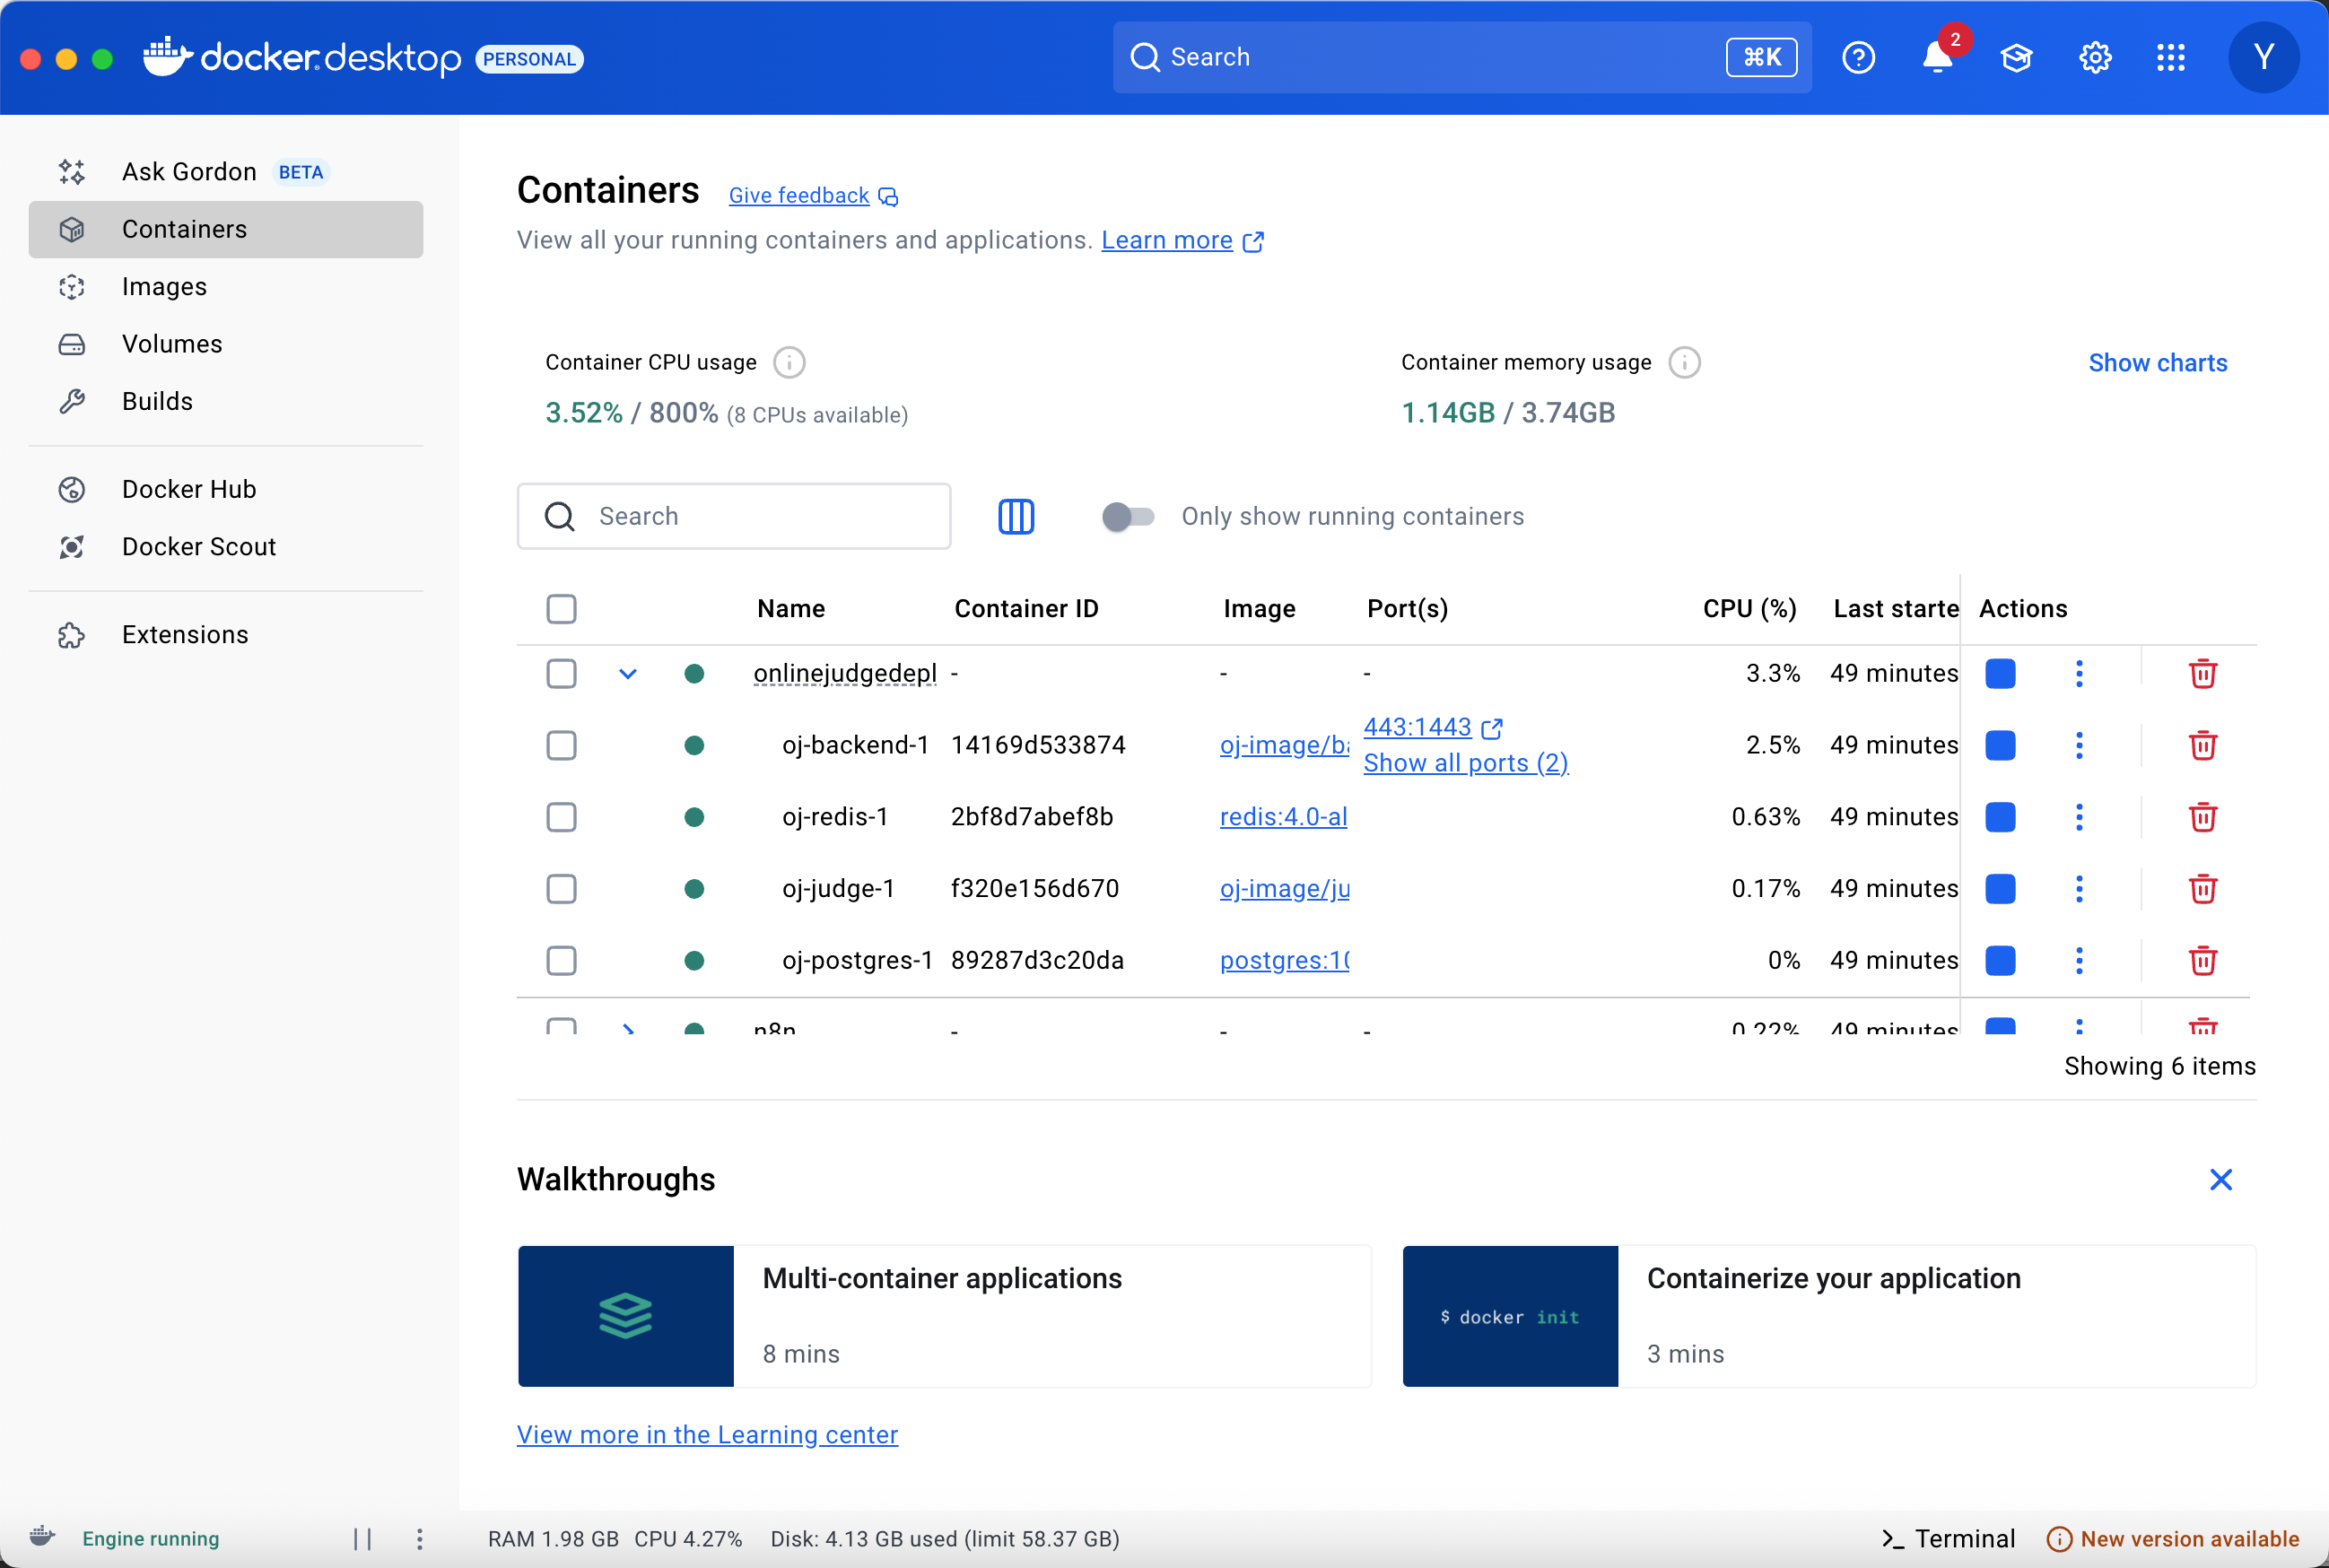 docker desktop PERSONAL
Search
⌘K
2
Y
Ask Gordon BETA
Containers
Images
Volumes
Builds
Docker Hub
Docker Scout
Extensions
Containers Give feedback
View all your running containers and applications. Learn more
Container CPU usage
3.52% / 800% (8 CPUs available)
Container memory usage
1.14GB / 3.74GB
Show charts
Search
Only show running containers
Name Container ID Image Port(s) CPU (%) Last starte Actions
onlinejudgedepl - - - 3.3% 49 minutes
oj-backend-1 14169d533874 oj-image/ba 443:1443 Show all ports (2) 2.5% 49 minutes
oj-redis-1 2bf8d7abef8b redis:4.0-al 0.63% 49 minutes
oj-judge-1 f320e156d670 oj-image/ju 0.17% 49 minutes
oj-postgres-1 89287d3c20da postgres:10 0% 49 minutes
n8n - - - 0.22% 49 minutes
Showing 6 items
Walkthroughs
Multi-container applications
8 mins
$ docker init
Containerize your application
3 mins
View more in the Learning center
Engine running
RAM 1.98 GB CPU 4.27% Disk: 4.13 GB used (limit 58.37 GB)
Terminal
New version available